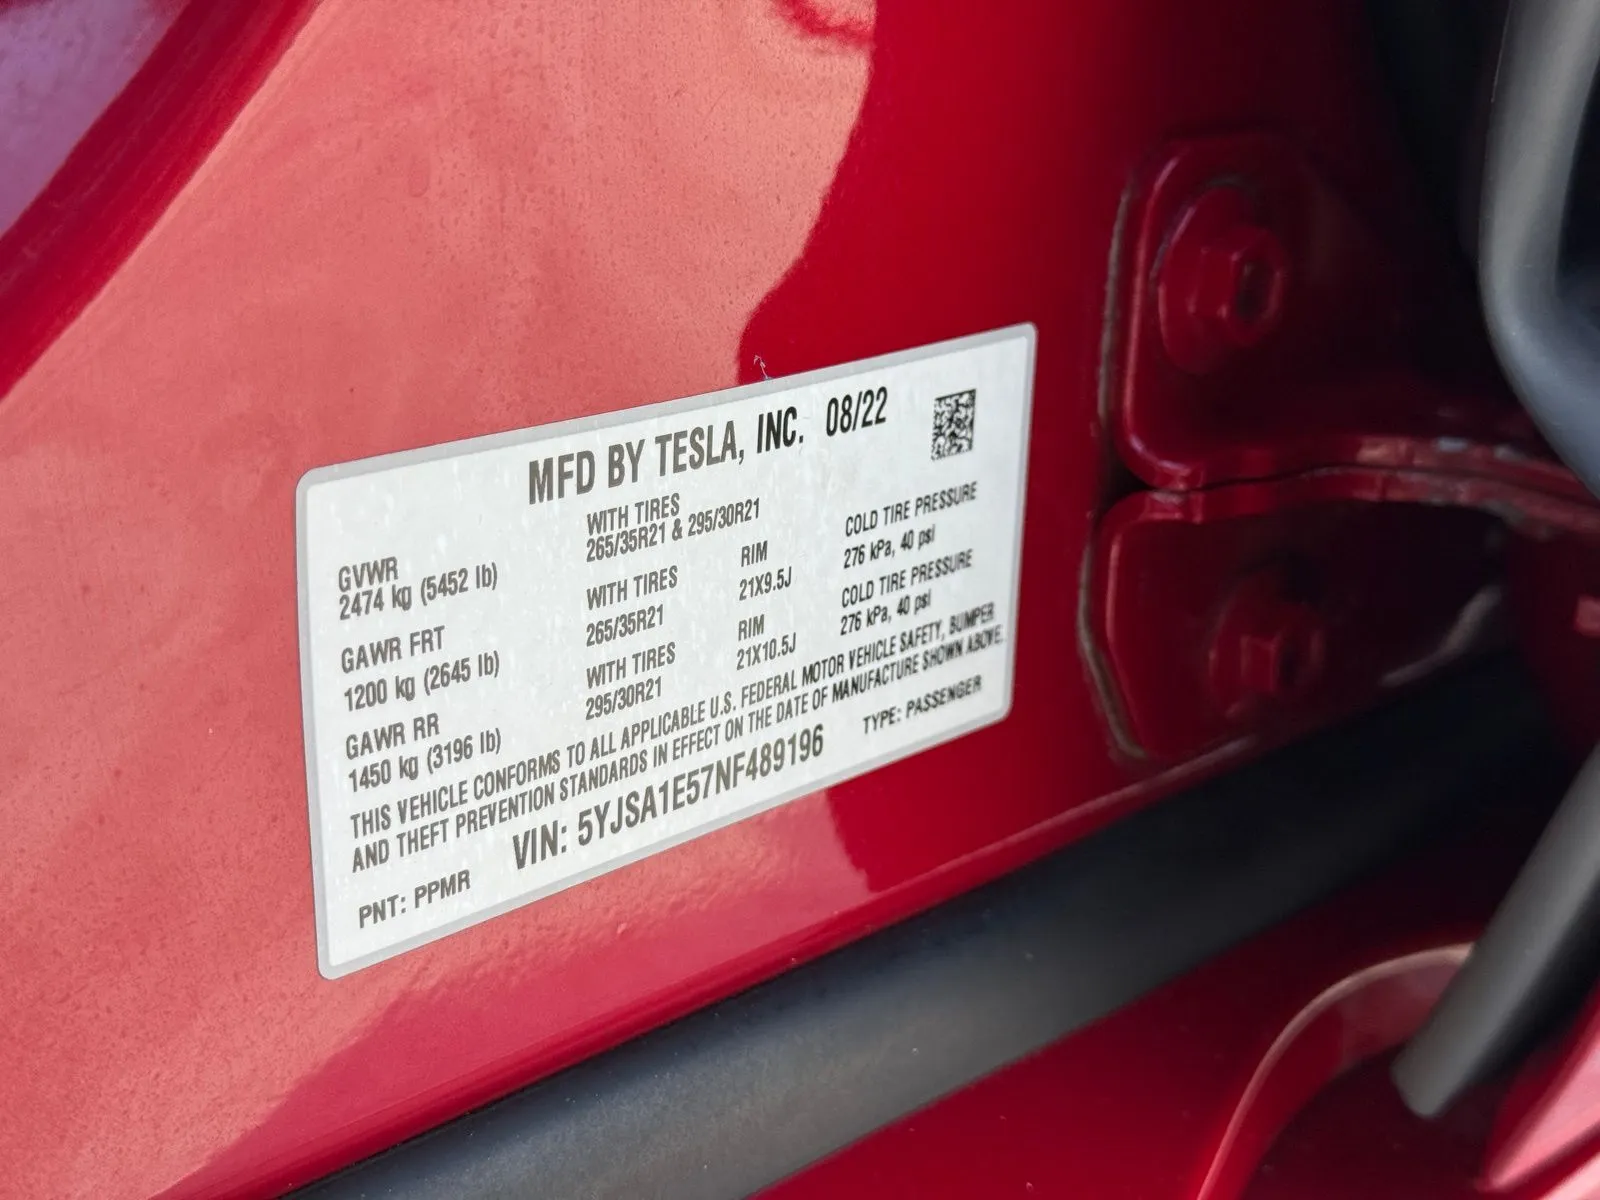 MFD BY TESLA, INC. 08/22
GVWR
2474 kg (5452 lb)
WITH TIRES
265/35R21 & 295/30R21
GAWR FRT
1200 kg (2645 lb)
WITH TIRES
265/35R21
RIM
21X9.5J
COLD TIRE PRESSURE
276 kPa, 40 psi
GAWR RR
1450 kg (3196 lb)
WITH TIRES
295/30R21
RIM
21X10.5J
COLD TIRE PRESSURE
276 kPa, 40 psi
THIS VEHICLE CONFORMS TO ALL APPLICABLE U.S. FEDERAL MOTOR VEHICLE SAFETY, BUMPER
AND THEFT PREVENTION STANDARDS IN EFFECT ON THE DATE OF MANUFACTURE SHOWN ABOVE.
VIN: 5YJSA1E57NF489196
TYPE: PASSENGER
PNT: PPMR